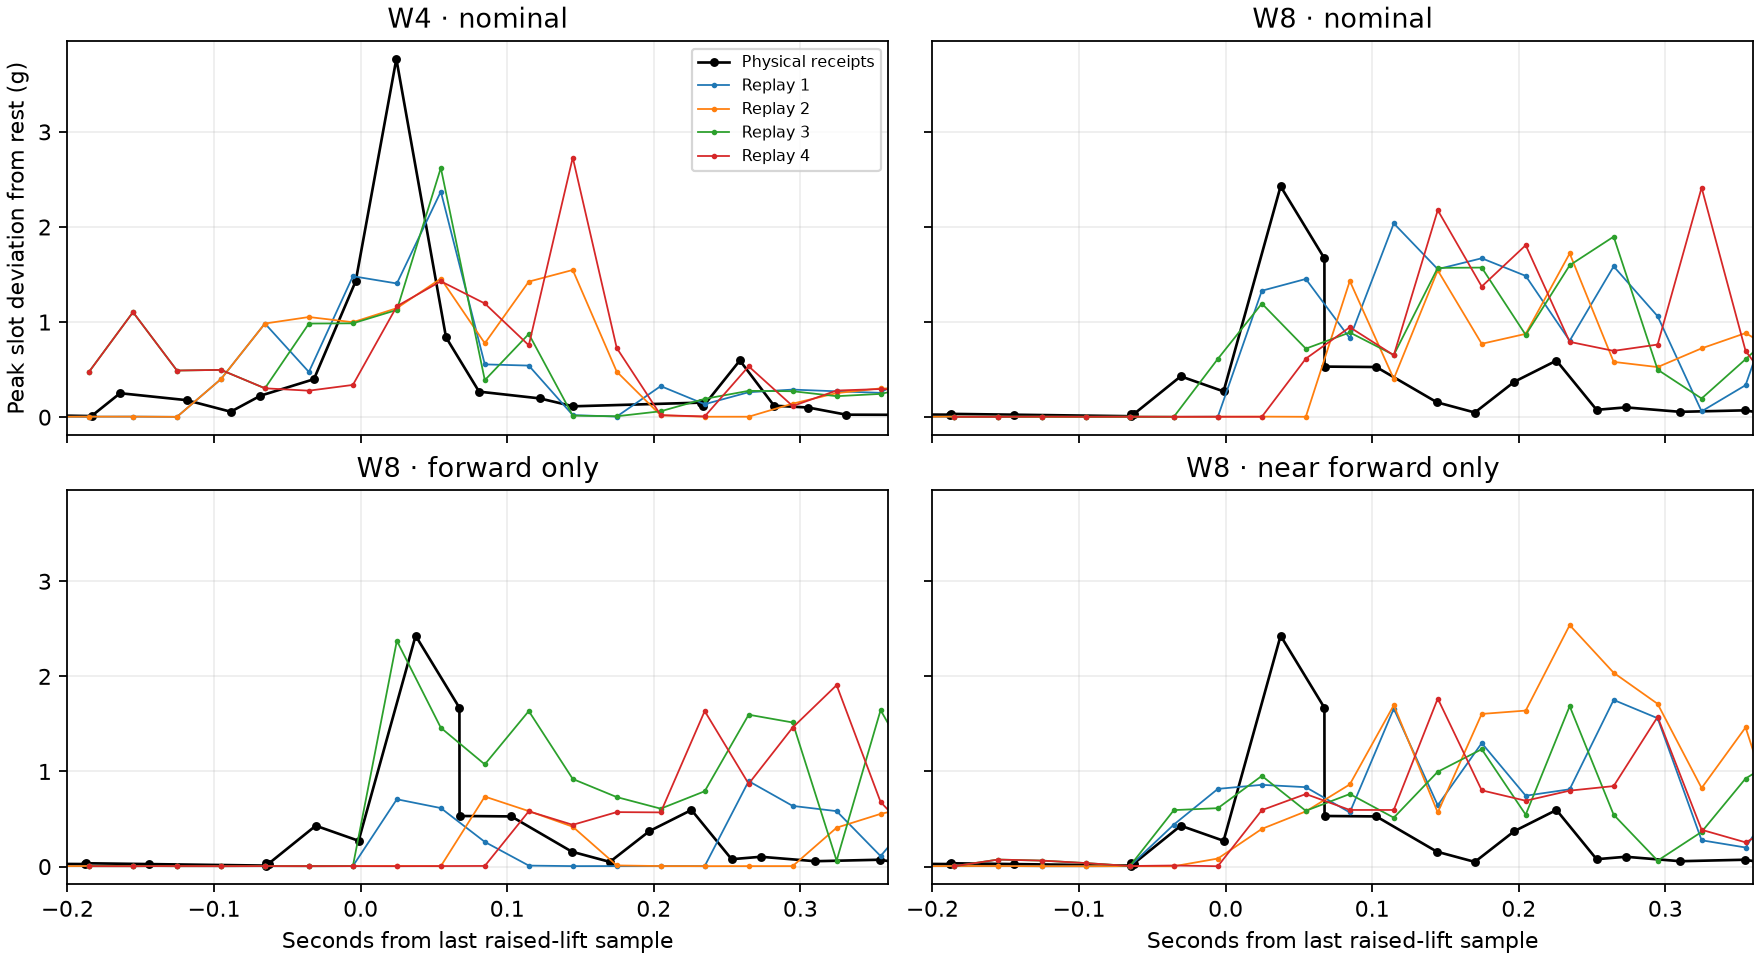 W4 · nominal
W8 · nominal
Peak slot deviation from rest (g)
3
2
1
0
Physical receipts
Replay 1
Replay 2
Replay 3
Replay 4
W8 · forward only
W8 · near forward only
3
2
1
0
−0.2
−0.1
0.0
0.1
0.2
0.3
−0.2
−0.1
0.0
0.1
0.2
0.3
Seconds from last raised-lift sample
Seconds from last raised-lift sample